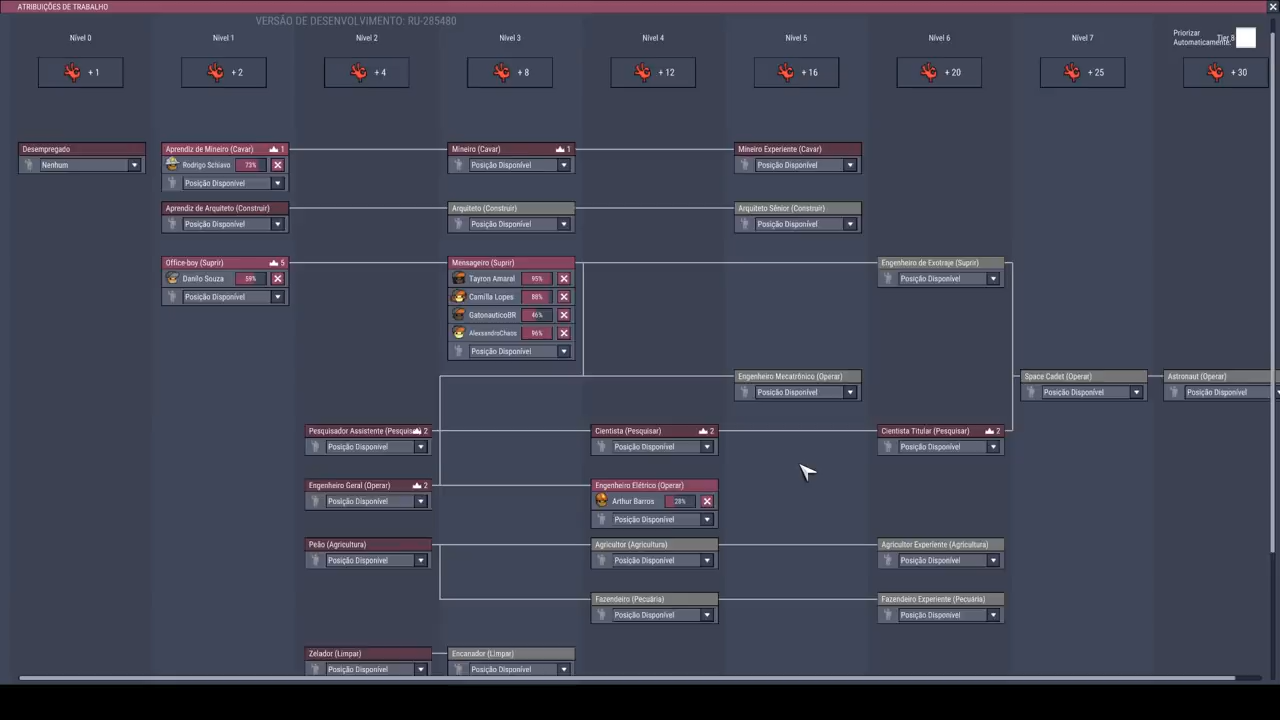 ATRIBUIÇÕES DE TRABALHO
VERSÃO DE DESENVOLVIMENTO: RU-285480
Nível 0
Nível 1
Nível 2
Nível 3
Nível 4
Nível 5
Nível 6
Nível 7
Tier 8
Priorizar
Automaticamente:
+ 1
+ 2
+ 4
+ 8
+ 12
+ 16
+ 20
+ 25
+ 30
Desempregado
Nenhum
Aprendiz de Mineiro (Cavar) 1
Rodrigo Schiavo 73%
Posição Disponível
Mineiro (Cavar) 1
Posição Disponível
Mineiro Experiente (Cavar)
Posição Disponível
Aprendiz de Arquiteto (Construir)
Posição Disponível
Arquiteto (Construir)
Posição Disponível
Arquiteto Sênior (Construir)
Posição Disponível
Office-boy (Suprir) 5
Danilo Souza 59%
Posição Disponível
Mensageiro (Suprir)
Tayron Amaral 95%
Camilla Lopes 88%
GatonauticoBR 46%
AlexsandroChaos 96%
Posição Disponível
Engenheiro de Exotraje (Suprir)
Posição Disponível
Engenheiro Mecatrônico (Operar)
Posição Disponível
Space Cadet (Operar)
Posição Disponível
Astronaut (Operar)
Posição Disponível
Pesquisador Assistente (Pesquisar 2
Posição Disponível
Cientista (Pesquisar) 2
Posição Disponível
Cientista Titular (Pesquisar) 2
Posição Disponível
Engenheiro Geral (Operar) 2
Posição Disponível
Engenheiro Elétrico (Operar)
Arthur Barros 28%
Posição Disponível
Peão (Agricultura)
Posição Disponível
Agricultor (Agricultura)
Posição Disponível
Agricultor Experiente (Agricultura)
Posição Disponível
Fazendeiro (Pecuária)
Posição Disponível
Fazendeiro Experiente (Pecuária)
Posição Disponível
Zelador (Limpar)
Posição Disponível
Encanador (Limpar)
Posição Disponível